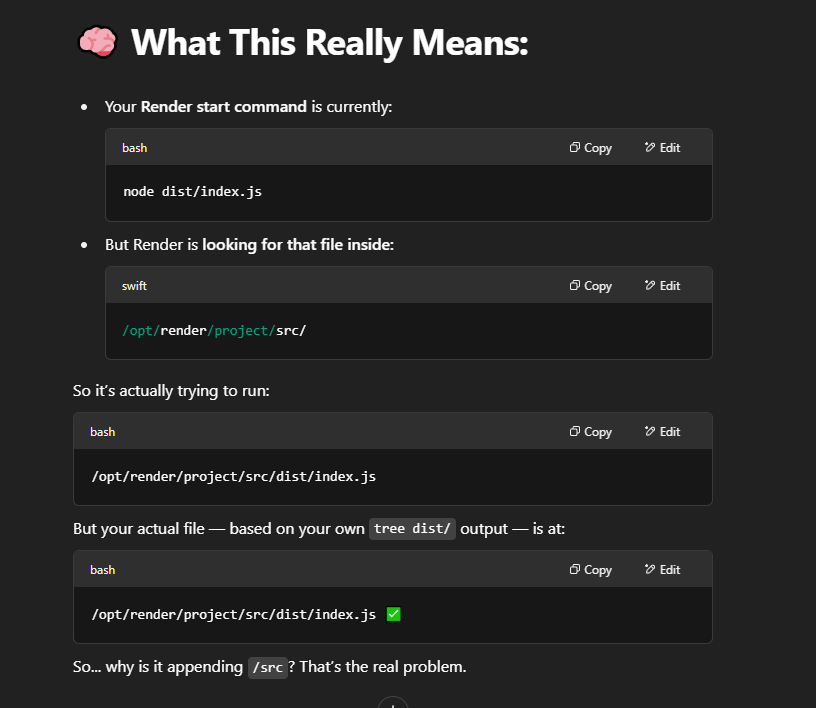 🧠 What This Really Means:
• Your Render start command is currently:
bash Copy Edit
node dist/index.js
• But Render is looking for that file inside:
swift Copy Edit
/opt/render/project/src/
So it's actually trying to run:
bash Copy Edit
/opt/render/project/src/dist/index.js
But your actual file — based on your own tree dist/ output — is at:
bash Copy Edit
/opt/render/project/src/dist/index.js ✅
So... why is it appending /src? That's the real problem.